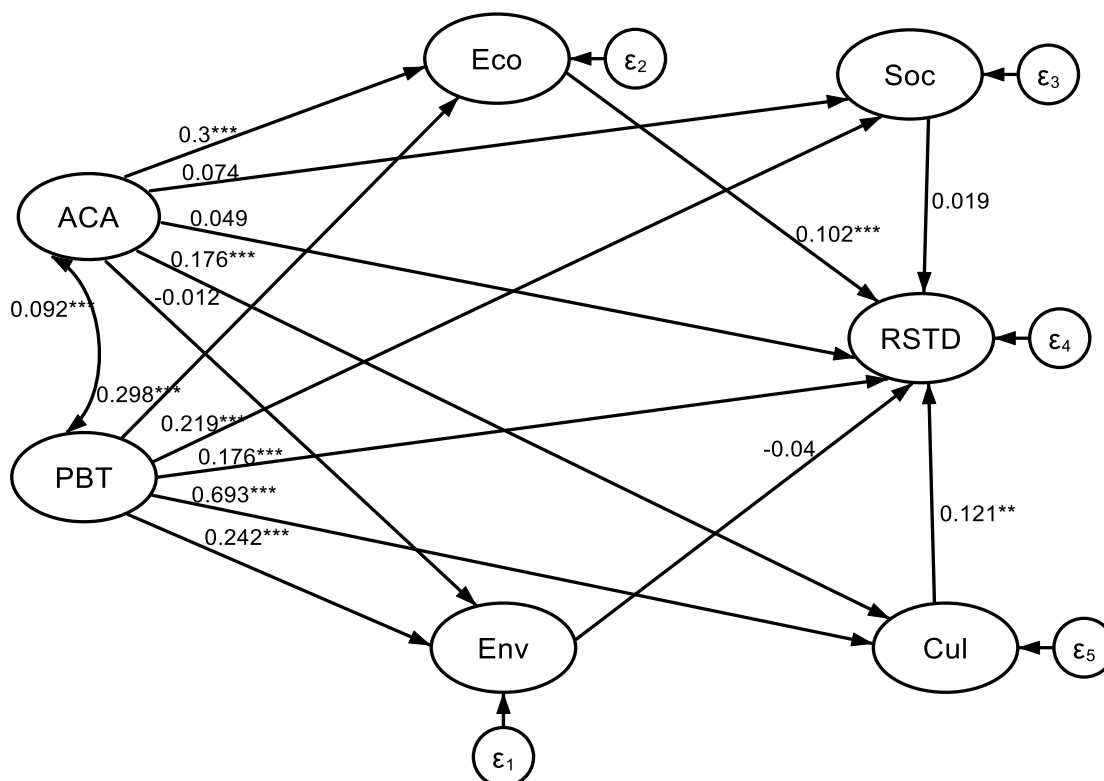 Eco
ε2
Soc
ε3
0.3***
0.074
ACA
0.049
0.019
0.102***
0.176***
-0.012
0.092***
RSTD
ε4
0.298***
0.219***
0.176***
-0.04
PBT
0.693***
0.121**
0.242***
Env
Cul
ε5
ε1